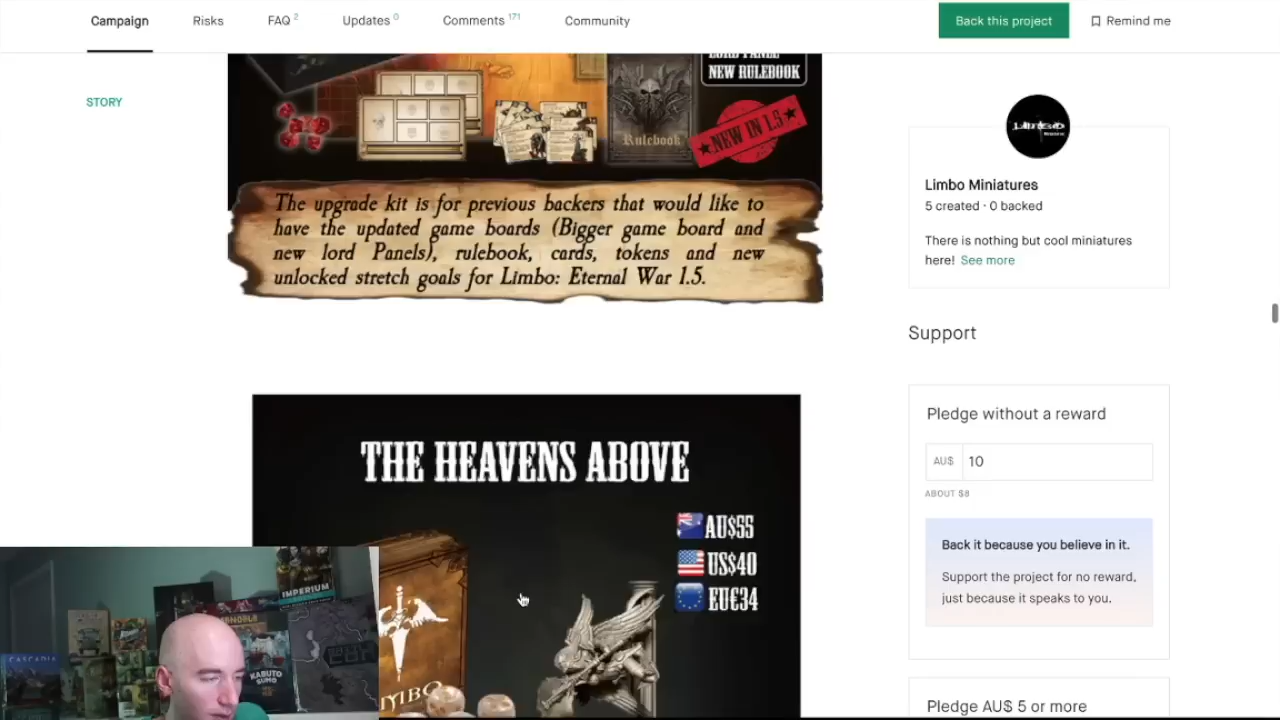 Campaign
Risks
FAQ 2
Updates 0
Comments 171
Community
Back this project
Remind me
STORY
NEW RULEBOOK
Rulebook
NEW IN 1.5
The upgrade kit is for previous backers that would like to
have the updated game boards (Bigger game board and
new lord Panels), rulebook, cards, tokens and new
unlocked stretch goals for Limbo: Eternal War 1.5.
THE HEAVENS ABOVE
AU$55
US$40
EU€34
LIMBO
Limbo Miniatures
5 created · 0 backed
There is nothing but cool miniatures
here! See more
Support
Pledge without a reward
AU$ 10
ABOUT $8
Back it because you believe in it.
Support the project for no reward,
just because it speaks to you.
Pledge AU$ 5 or more
IMPERIUM
CASCADIA
KABUTO
SUMO